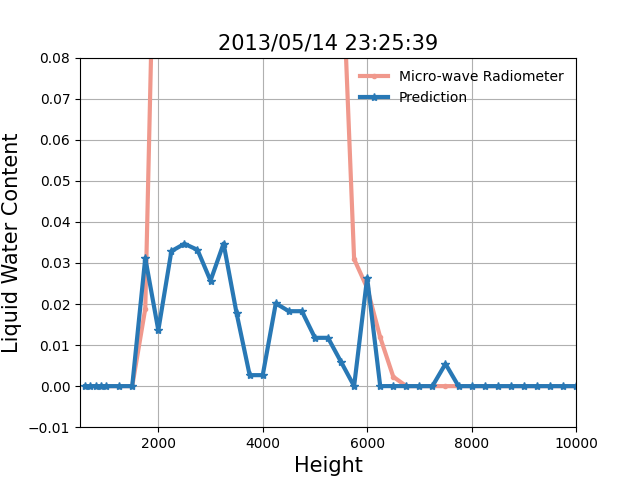 2013/05/14 23:25:39
Micro-wave Radiometer
Prediction
Liquid Water Content
0.08
0.07
0.06
0.05
0.04
0.03
0.02
0.01
0.00
−0.01
2000 4000 6000 8000 10000
Height